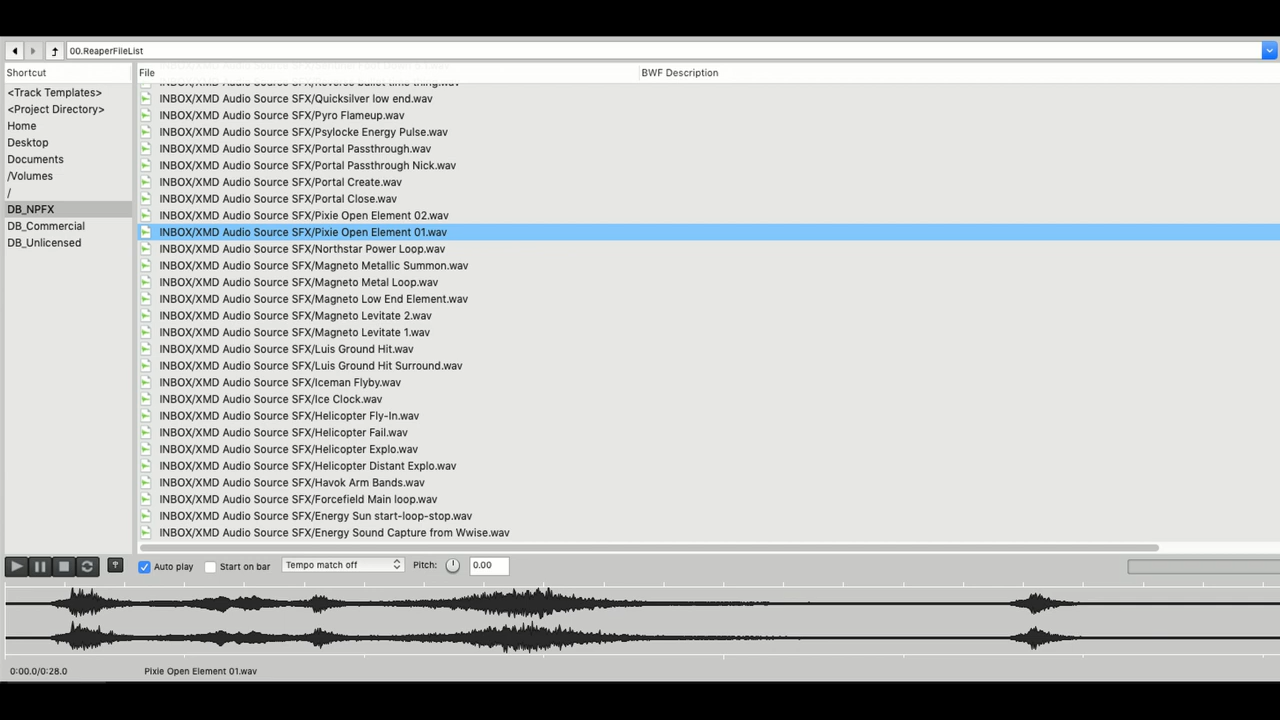 00.ReaperFileList
Shortcut
File
BWF Description
<Track Templates>
<Project Directory>
Home
Desktop
Documents
/Volumes
/
DB_NPFX
DB_Commercial
DB_Unlicensed
INBOX/XMD Audio Source SFX/Reverse bullet time thing.wav
INBOX/XMD Audio Source SFX/Quicksilver low end.wav
INBOX/XMD Audio Source SFX/Pyro Flameup.wav
INBOX/XMD Audio Source SFX/Psylocke Energy Pulse.wav
INBOX/XMD Audio Source SFX/Portal Passthrough.wav
INBOX/XMD Audio Source SFX/Portal Passthrough Nick.wav
INBOX/XMD Audio Source SFX/Portal Create.wav
INBOX/XMD Audio Source SFX/Portal Close.wav
INBOX/XMD Audio Source SFX/Pixie Open Element 02.wav
INBOX/XMD Audio Source SFX/Pixie Open Element 01.wav
INBOX/XMD Audio Source SFX/Northstar Power Loop.wav
INBOX/XMD Audio Source SFX/Magneto Metallic Summon.wav
INBOX/XMD Audio Source SFX/Magneto Metal Loop.wav
INBOX/XMD Audio Source SFX/Magneto Low End Element.wav
INBOX/XMD Audio Source SFX/Magneto Levitate 2.wav
INBOX/XMD Audio Source SFX/Magneto Levitate 1.wav
INBOX/XMD Audio Source SFX/Luis Ground Hit.wav
INBOX/XMD Audio Source SFX/Luis Ground Hit Surround.wav
INBOX/XMD Audio Source SFX/Iceman Flyby.wav
INBOX/XMD Audio Source SFX/Ice Clock.wav
INBOX/XMD Audio Source SFX/Helicopter Fly-In.wav
INBOX/XMD Audio Source SFX/Helicopter Fail.wav
INBOX/XMD Audio Source SFX/Helicopter Explo.wav
INBOX/XMD Audio Source SFX/Helicopter Distant Explo.wav
INBOX/XMD Audio Source SFX/Havok Arm Bands.wav
INBOX/XMD Audio Source SFX/Forcefield Main loop.wav
INBOX/XMD Audio Source SFX/Energy Sun start-loop-stop.wav
INBOX/XMD Audio Source SFX/Energy Sound Capture from Wwise.wav
Auto play
Start on bar
Tempo match off
Pitch:
0.00
0:00.0/0:28.0
Pixie Open Element 01.wav